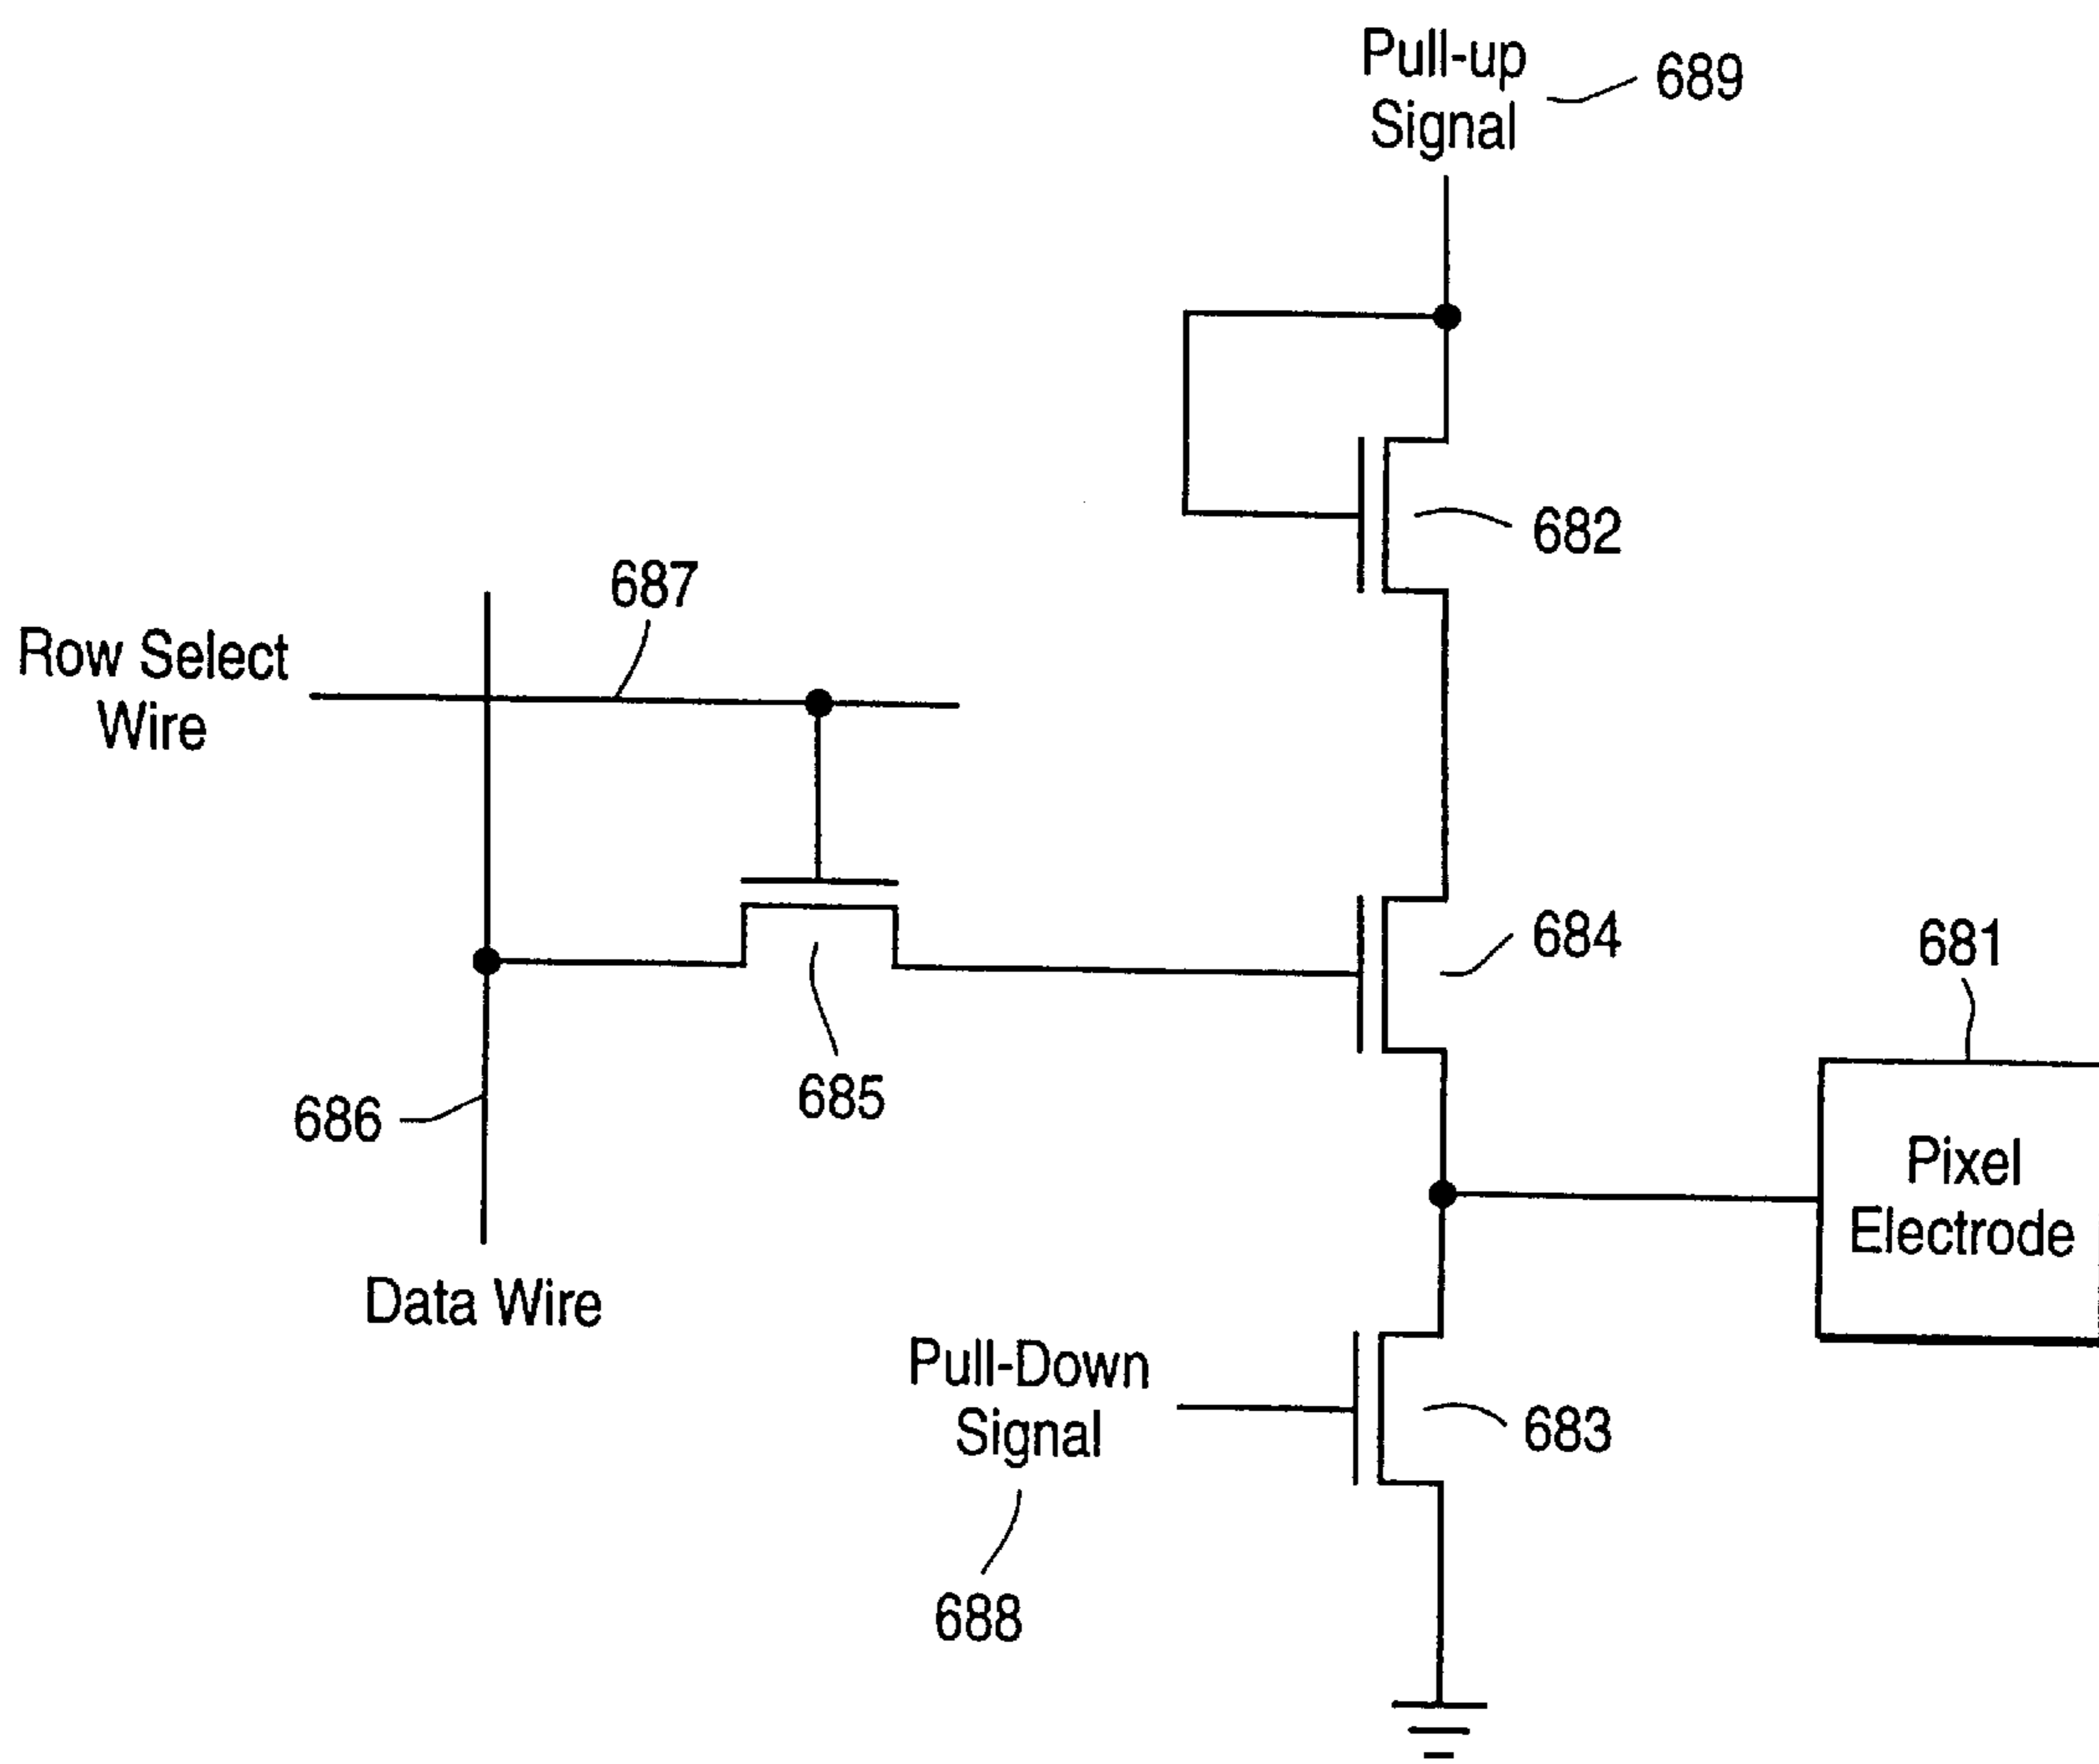 Pull-up
Signal
689
682
687
Row Select
Wire
684
681
685
686
Pixel
Electrode
Data Wire
Pull-Down
Signal
683
688